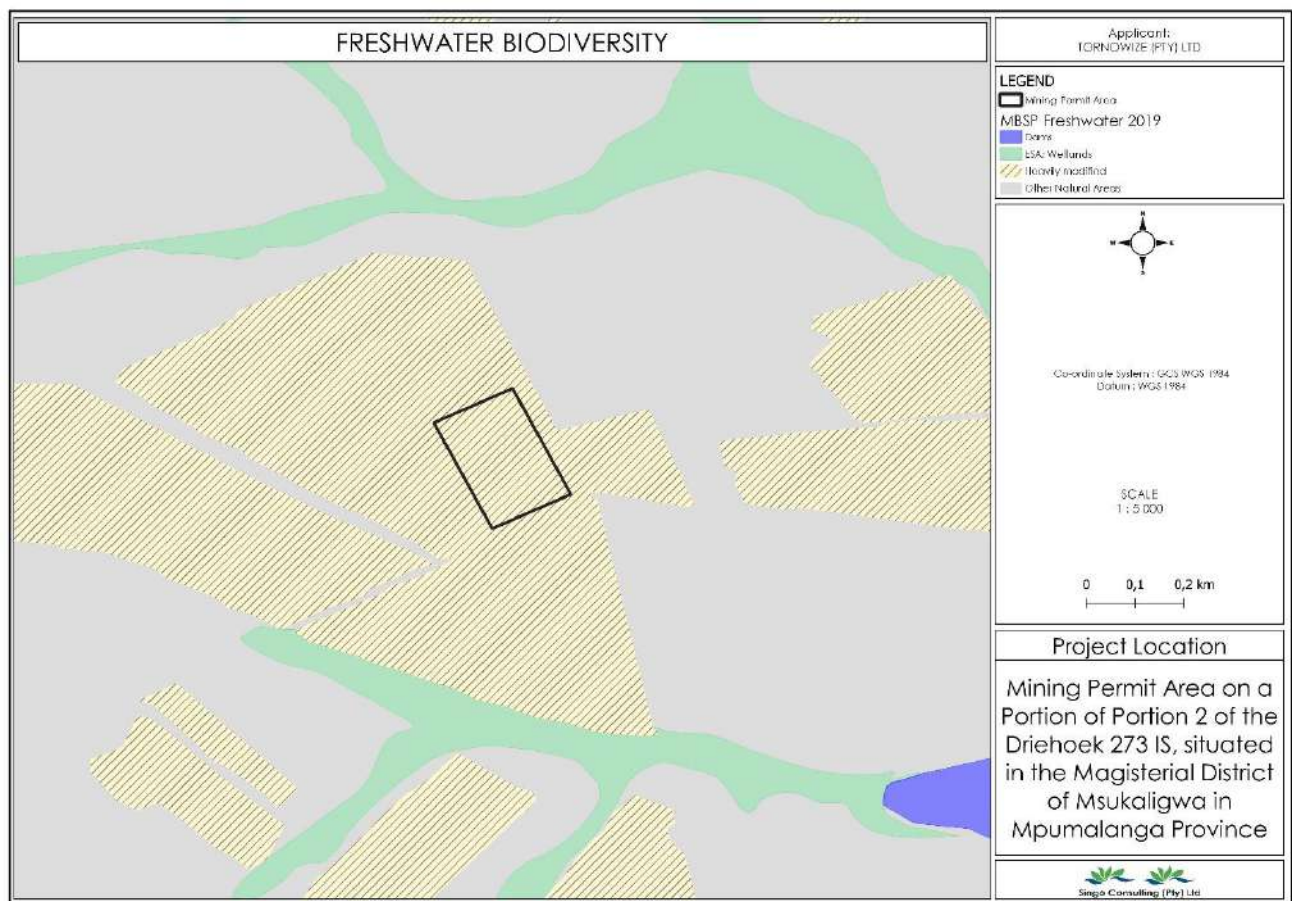 FRESHWATER BIODIVERSITY
Applicant:
TORNOWIZE (PTY) LTD
LEGEND
Mining Permit Area
MBSP Freshwater 2019
Dams
ESA: Wetlands
Heavily modified
Other Natural Areas
N
W E
S
Co-ordinate System : GCS WGS 1984
Datum : WGS 1984
SCALE
1 : 5 000
0 0,1 0,2 km
Project Location
Mining Permit Area on a
Portion of Portion 2 of the
Driehoek 273 IS, situated
in the Magisterial District
of Msukaligwa in
Mpumalanga Province
Singo Consulting (Pty) Ltd